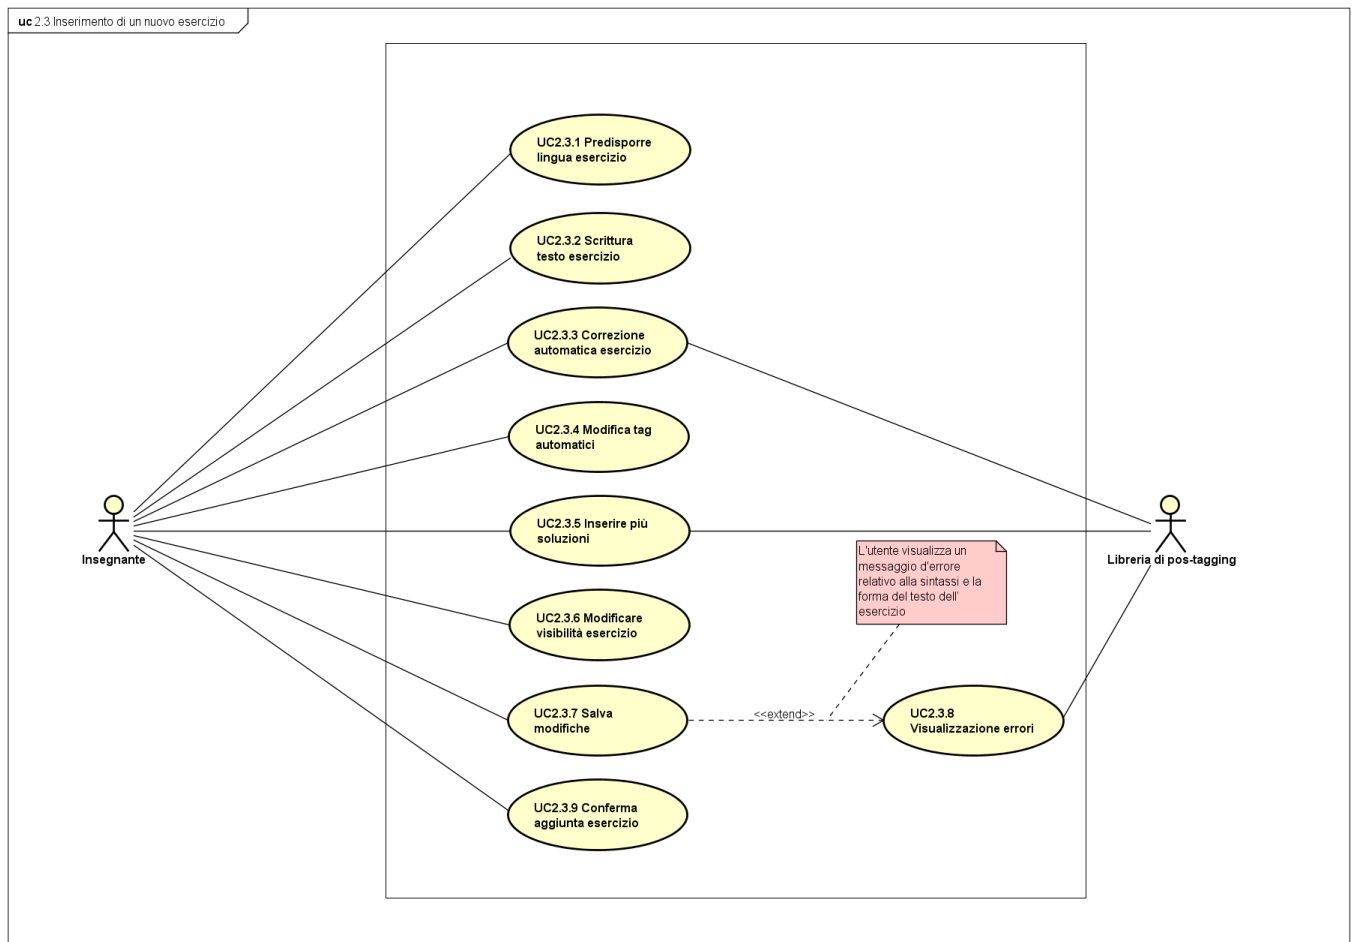 uc 2.3 Inserimento di un nuovo esercizio
UC2.3.1 Predisporre
lingua esercizio
UC2.3.2 Scrittura
testo esercizio
UC2.3.3 Correzione
automatica esercizio
UC2.3.4 Modifica tag
automatici
UC2.3.5 Inserire più
soluzioni
Insegnante
Libreria di pos-tagging
L'utente visualizza un
messaggio d'errore
relativo alla sintassi e la
forma del testo dell'
esercizio
UC2.3.6 Modificare
visibilità esercizio
UC2.3.7 Salva
modifiche
<<extend>>
UC2.3.8
Visualizzazione errori
UC2.3.9 Conferma
aggiunta esercizio